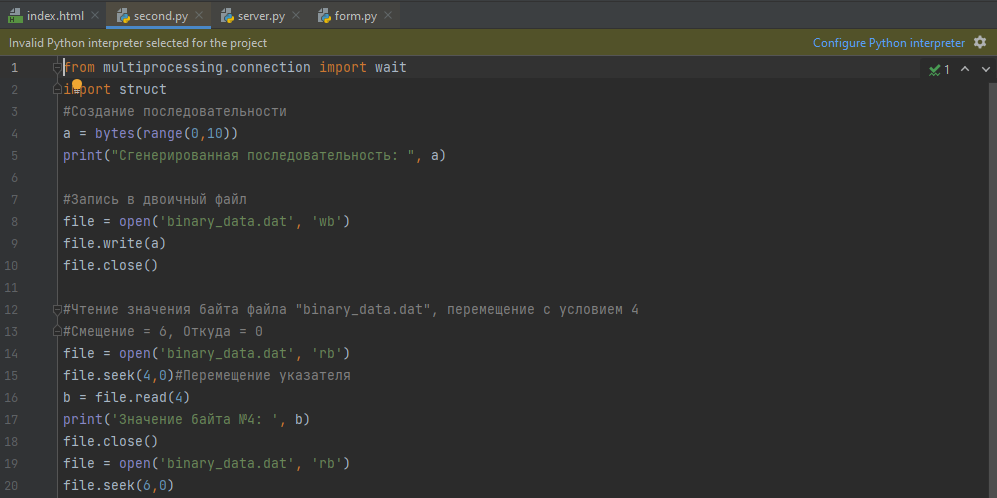 index.html second.py server.py form.py
Invalid Python interpreter selected for the project Configure Python interpreter
1 from multiprocessing.connection import wait 1
2 import struct
3 #Создание последовательности
4 a = bytes(range(0,10))
5 print("Сгенерированная последовательность: ", a)
6
7 #Запись в двоичный файл
8 file = open('binary_data.dat', 'wb')
9 file.write(a)
10 file.close()
11
12 #Чтение значения байта файла "binary_data.dat", перемещение с условием 4
13 #Смещение = 6, Откуда = 0
14 file = open('binary_data.dat', 'rb')
15 file.seek(4,0)#Перемещение указателя
16 b = file.read(4)
17 print('Значение байта №4: ', b)
18 file.close()
19 file = open('binary_data.dat', 'rb')
20 file.seek(6,0)